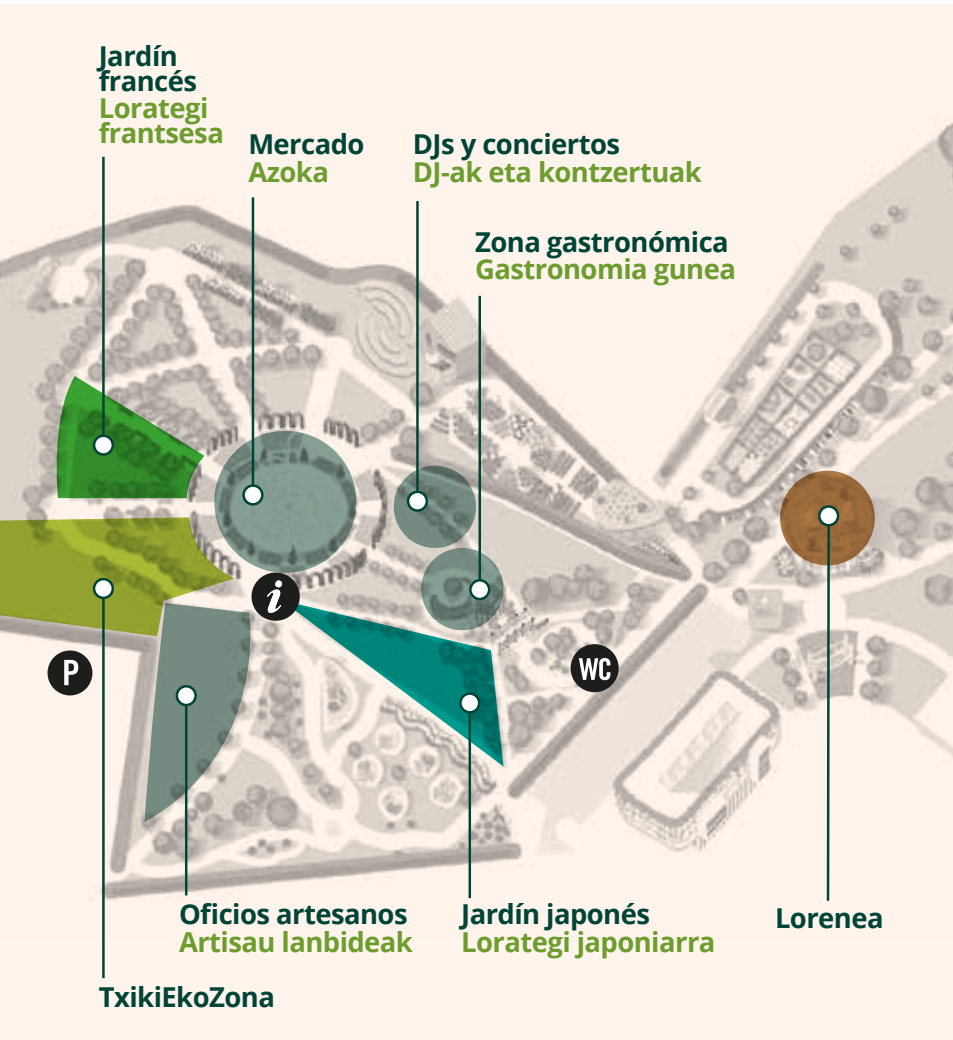 Jardín
francés
Lorategi
frantsesa
Mercado
Azoka
DJs y conciertos
DJ-ak eta kontzertuak
Zona gastronómica
Gastronomia gunea
i
P
WC
Oficios artesanos
Artisau lanbideak
Jardín japonés
Lorategi japoniarra
Lorenea
TxikiEkoZona